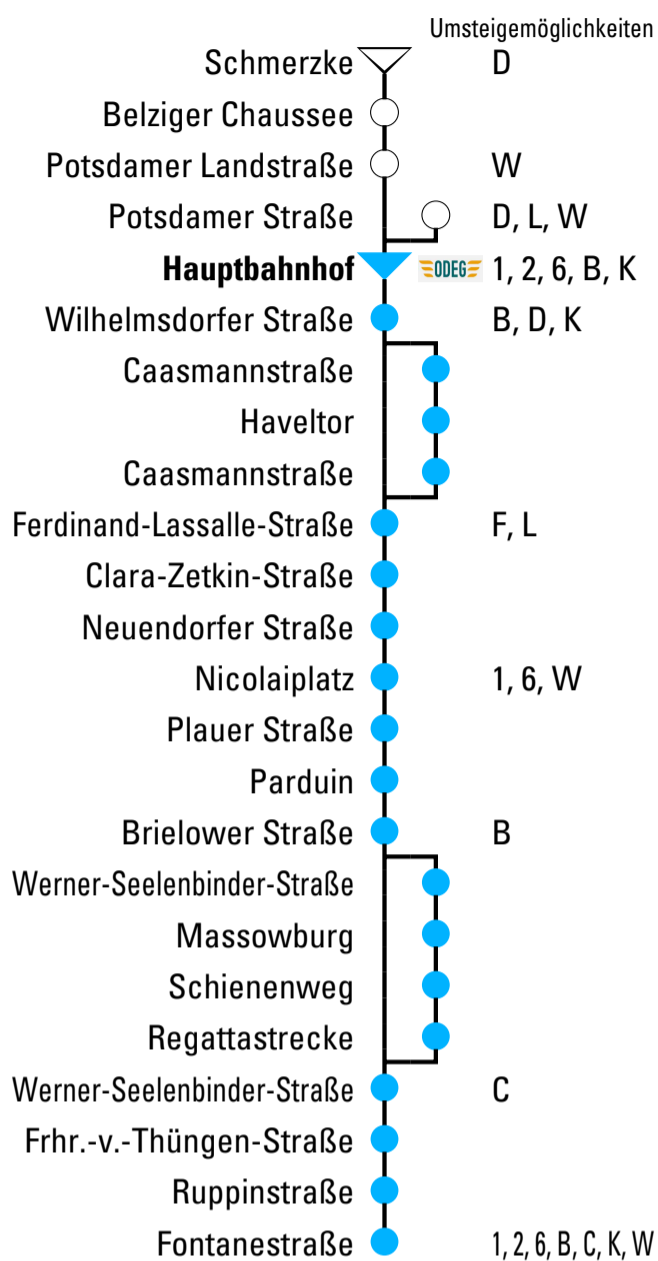 Umsteigemöglichkeiten
Schmerzke D
Belziger Chaussee
Potsdamer Landstraße W
Potsdamer Straße D, L, W
Hauptbahnhof ODEG 1, 2, 6, B, K
Wilhelmsdorfer Straße B, D, K
Caasmannstraße
Haveltor
Caasmannstraße
Ferdinand-Lassalle-Straße F, L
Clara-Zetkin-Straße
Neuendorfer Straße
Nicolaiplatz 1, 6, W
Plauer Straße
Parduin
Brielower Straße B
Werner-Seelenbinder-Straße
Massowburg
Schienenweg
Regattastrecke
Werner-Seelenbinder-Straße C
Frhr.-v.-Thüngen-Straße
Ruppinstraße
Fontanestraße 1, 2, 6, B, C, K, W